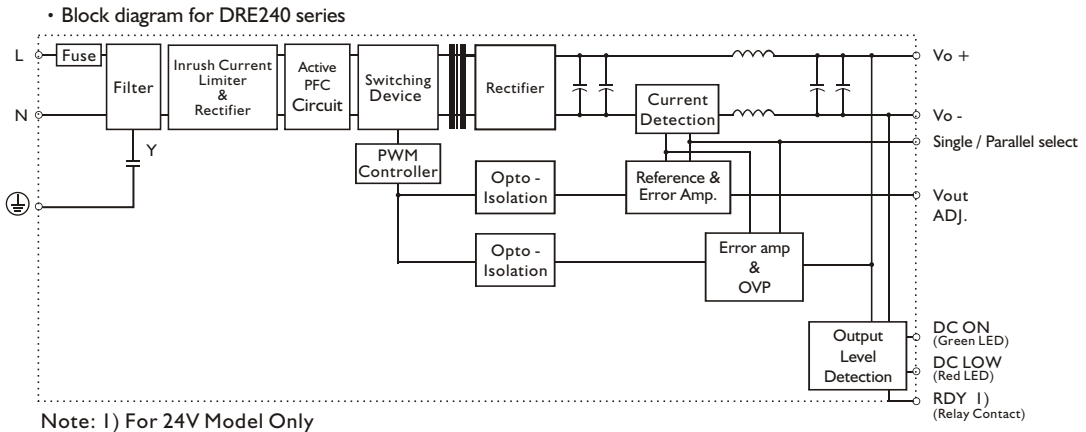 • Block diagram for DRE240 series
L
Fuse
Filter
Inrush Current
Limiter
&
Rectifier
Active
PFC
Circuit
Switching
Device
Rectifier
Current
Detection
Vo +
N
Vo -
Single / Parallel select
Y
PWM
Controller
Opto -
Isolation
Reference &
Error Amp.
Vout
ADJ.
Opto -
Isolation
Error amp
&
OVP
Output
Level
Detection
DC ON
(Green LED)
DC LOW
(Red LED)
RDY 1)
(Relay Contact)
Note: 1) For 24V Model Only